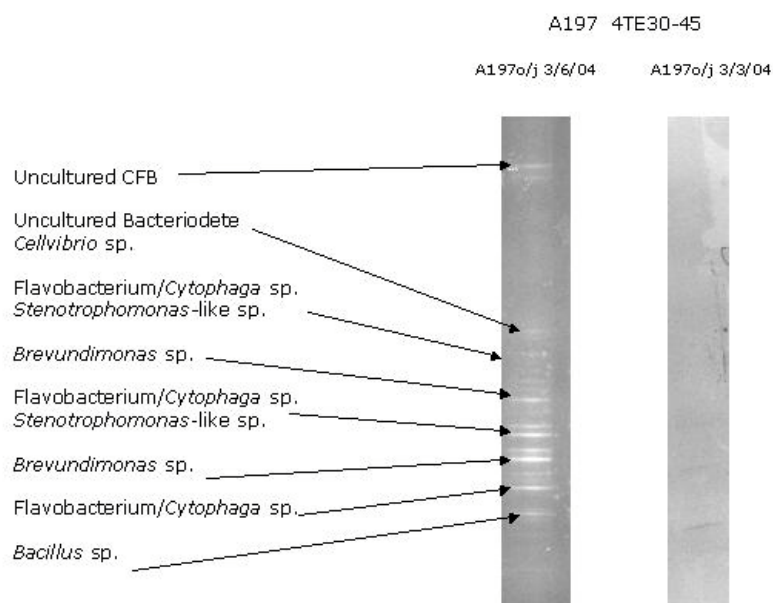 A197 4TE30-45
A197o/j 3/6/04
A197o/j 3/3/04
Uncultured CFB
Uncultured Bacteriodete
Cellvibrio sp.
Flavobacterium/Cytophaga sp.
Stenotrophomonas-like sp.
Brevundimonas sp.
Flavobacterium/Cytophaga sp.
Stenotrophomonas-like sp.
Brevundimonas sp.
Flavobacterium/Cytophaga sp.
Bacillus sp.